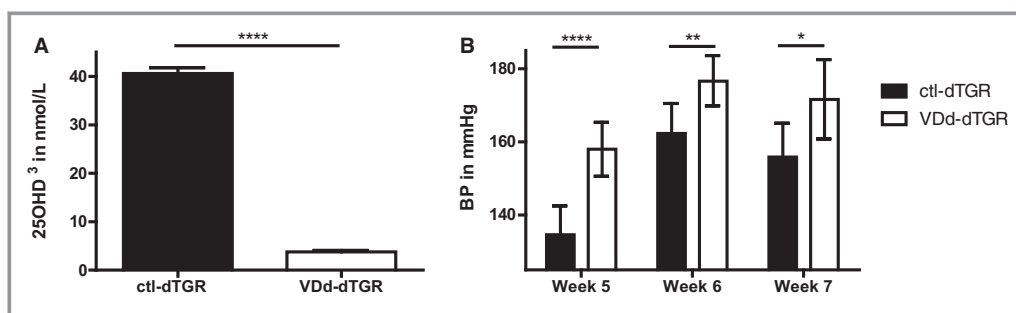 A
****
25OHD 3 in nmol/L
40
30
20
10
0
ctl-dTGR
VDd-dTGR
B
****
**
*
BP in mmHg
180
160
140
Week 5
Week 6
Week 7
ctl-dTGR
VDd-dTGR